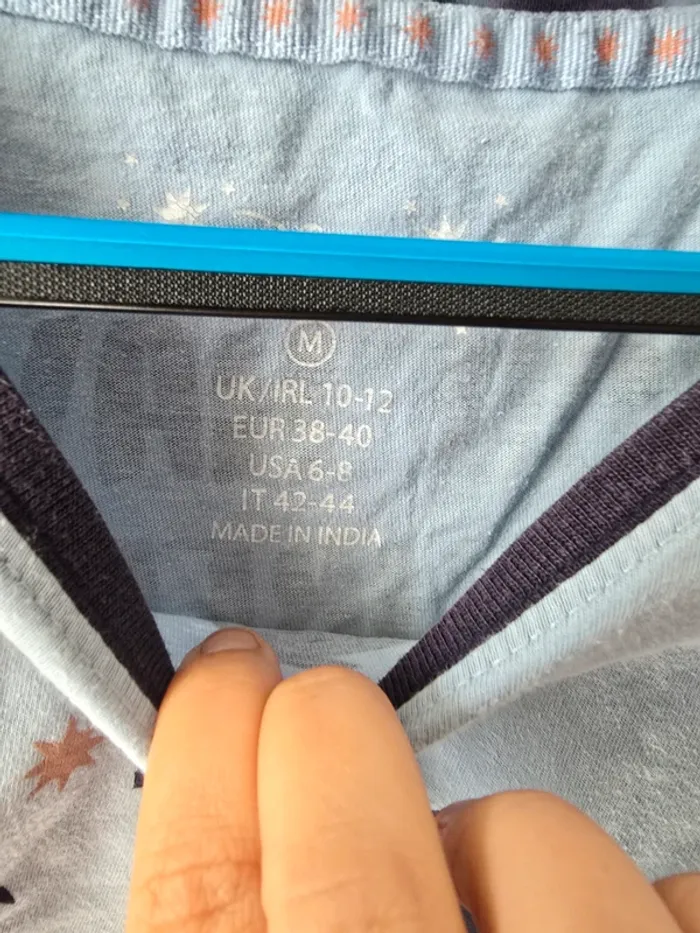 M
UK/IRL 10-12
EUR 38-40
USA 6-8
IT 42-44
MADE IN INDIA